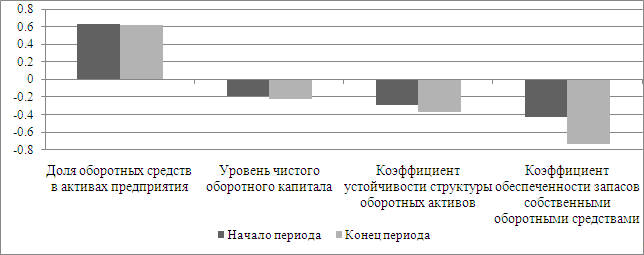 0.8
0.6
0.4
0.2
0
-0.2
-0.4
-0.6
-0.8
Доля оборотных средств
в активах предприятия
Уровень чистого
оборотного капитала
Коэффициент
устойчивости структуры
оборотных активов
Коэффициент
обеспеченности запасов
собственными
оборотными средствами
Начало периода
Конец периода